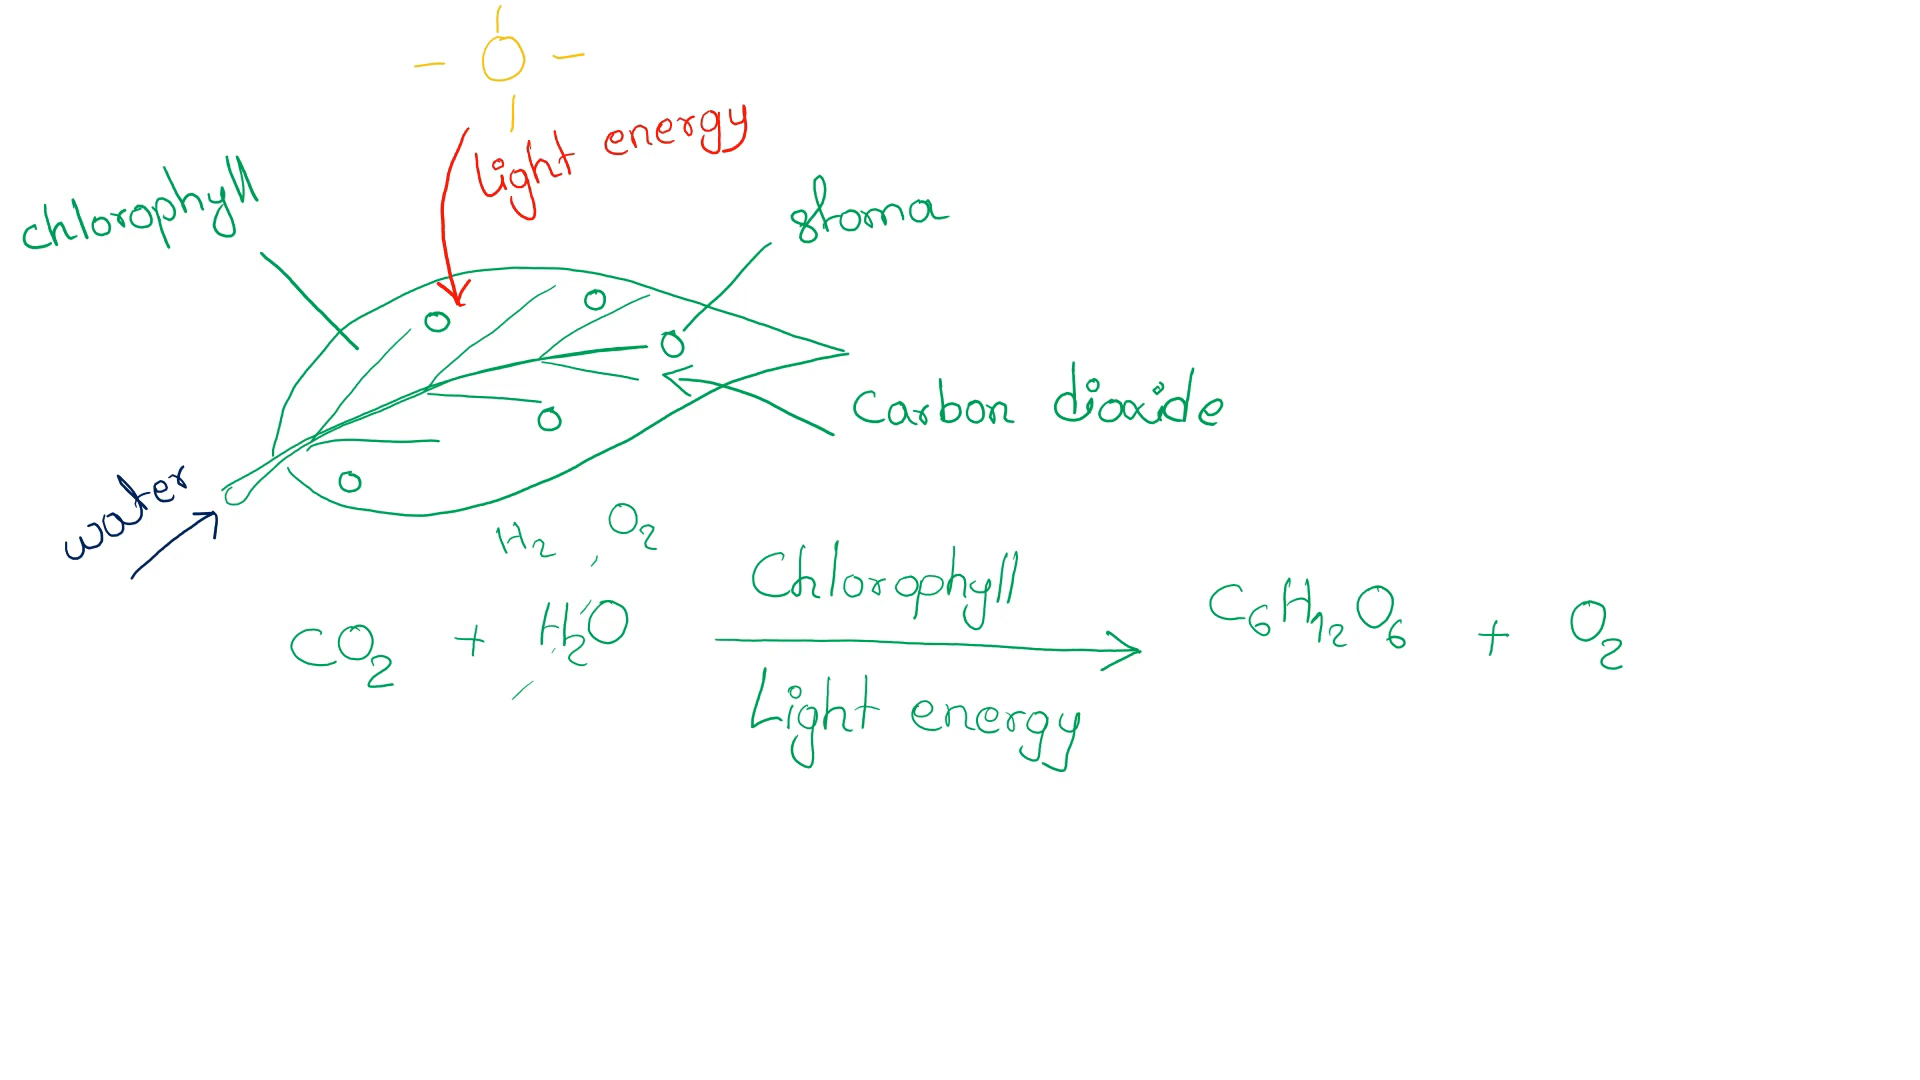 light energy
chlorophyll
stoma
Carbon dioxide
water
H₂ , O₂
CO₂ + H₂O Chlorophyll Light energy → C₆H₁₂O₆ + O₂